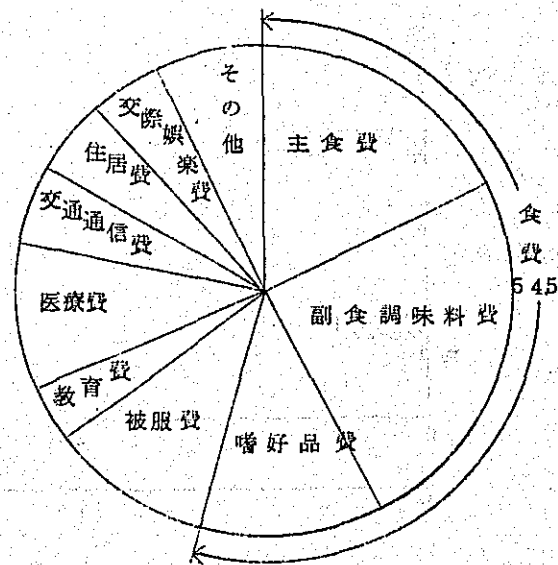 主食費
副食調味料費
嗜好品費
被服費
教育費
医療費
交通通信費
住居費
交際娯楽費
その他
食費
54.5